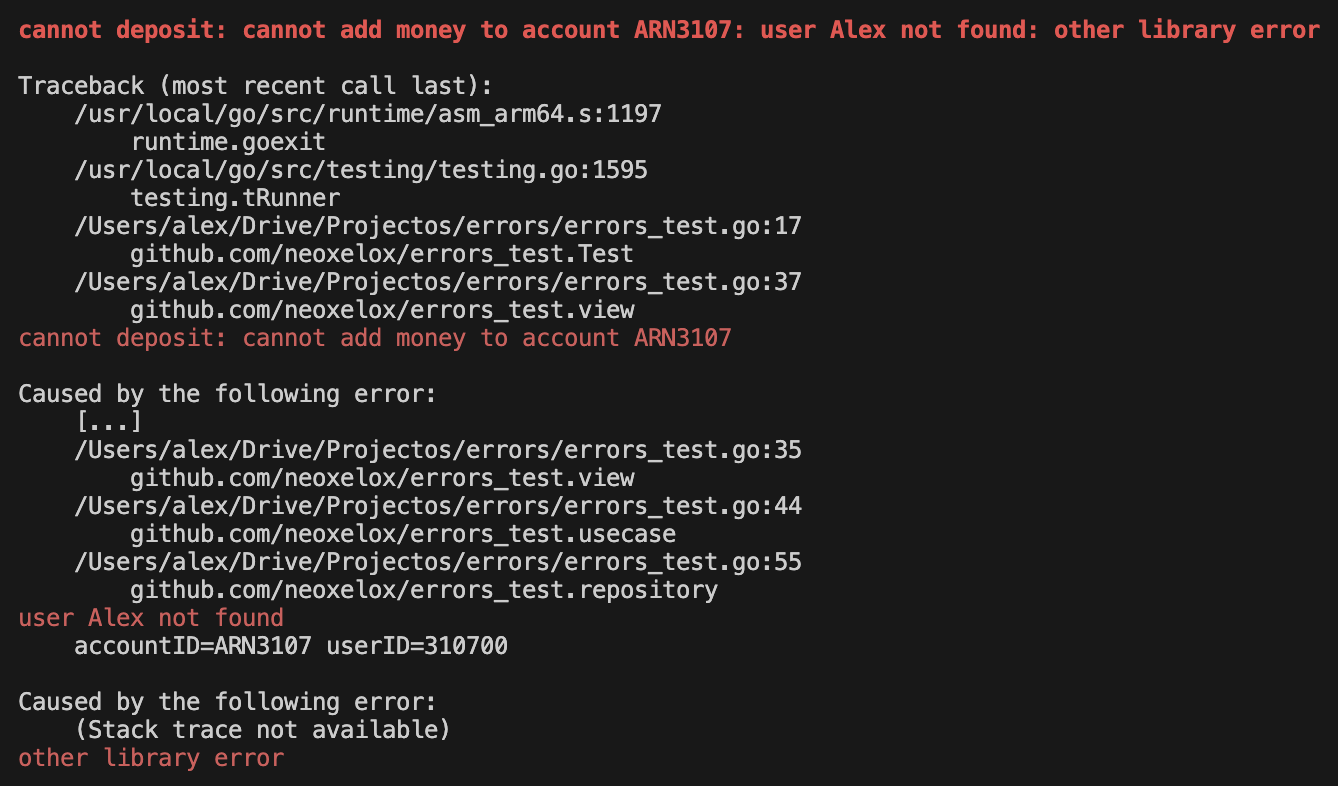 cannot deposit: cannot add money to account ARN3107: user Alex not found: other library error
Traceback (most recent call last):
/usr/local/go/src/runtime/asm_arm64.s:1197
runtime.goexit
/usr/local/go/src/testing/testing.go:1595
testing.tRunner
/Users/alex/Drive/Projectos/errors/errors_test.go:17
github.com/neoxelox/errors_test.Test
/Users/alex/Drive/Projectos/errors/errors_test.go:37
github.com/neoxelox/errors_test.view
cannot deposit: cannot add money to account ARN3107
Caused by the following error:
[...]
/Users/alex/Drive/Projectos/errors/errors_test.go:35
github.com/neoxelox/errors_test.view
/Users/alex/Drive/Projectos/errors/errors_test.go:44
github.com/neoxelox/errors_test.usecase
/Users/alex/Drive/Projectos/errors/errors_test.go:55
github.com/neoxelox/errors_test.repository
user Alex not found
accountID=ARN3107 userID=310700
Caused by the following error:
(Stack trace not available)
other library error